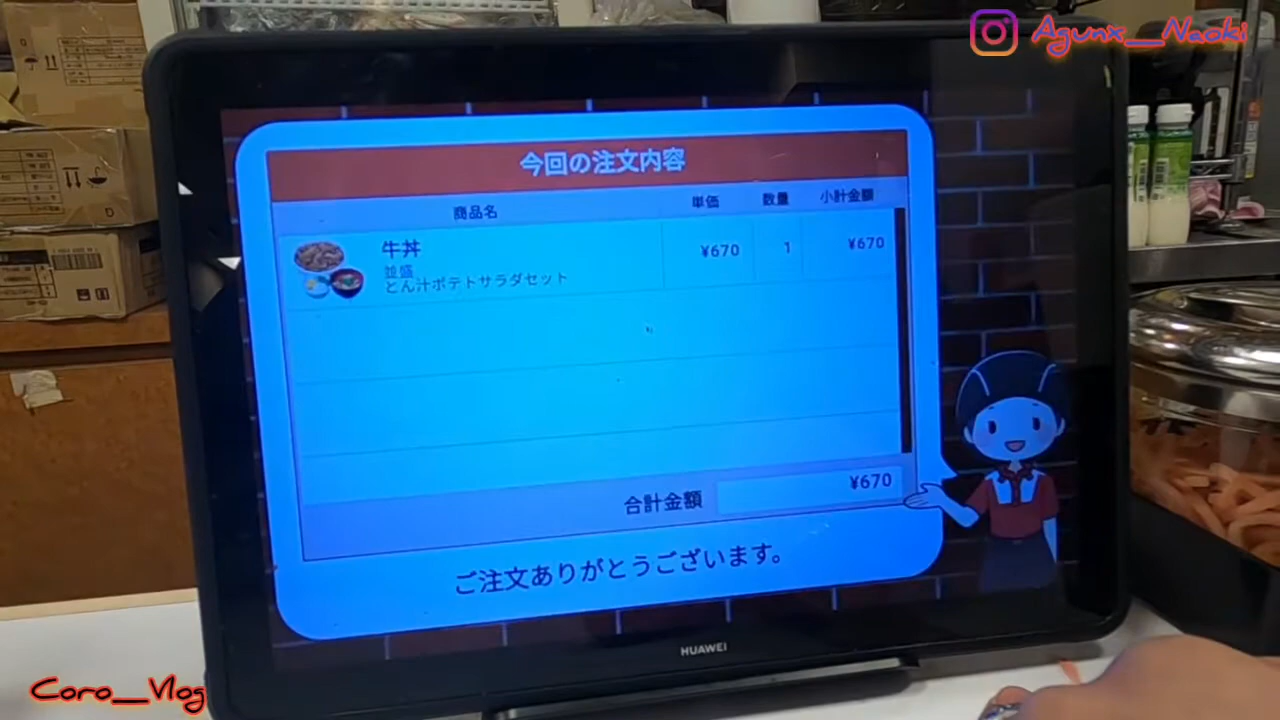 Agunx__Naoki
今回の注文内容
商品名 単価 数量 小計金額
牛丼 ¥670 1 ¥670
並盛
とん汁ポテトサラダセット
合計金額 ¥670
ご注文ありがとうございます。
HUAWEI
Coro__Vlog